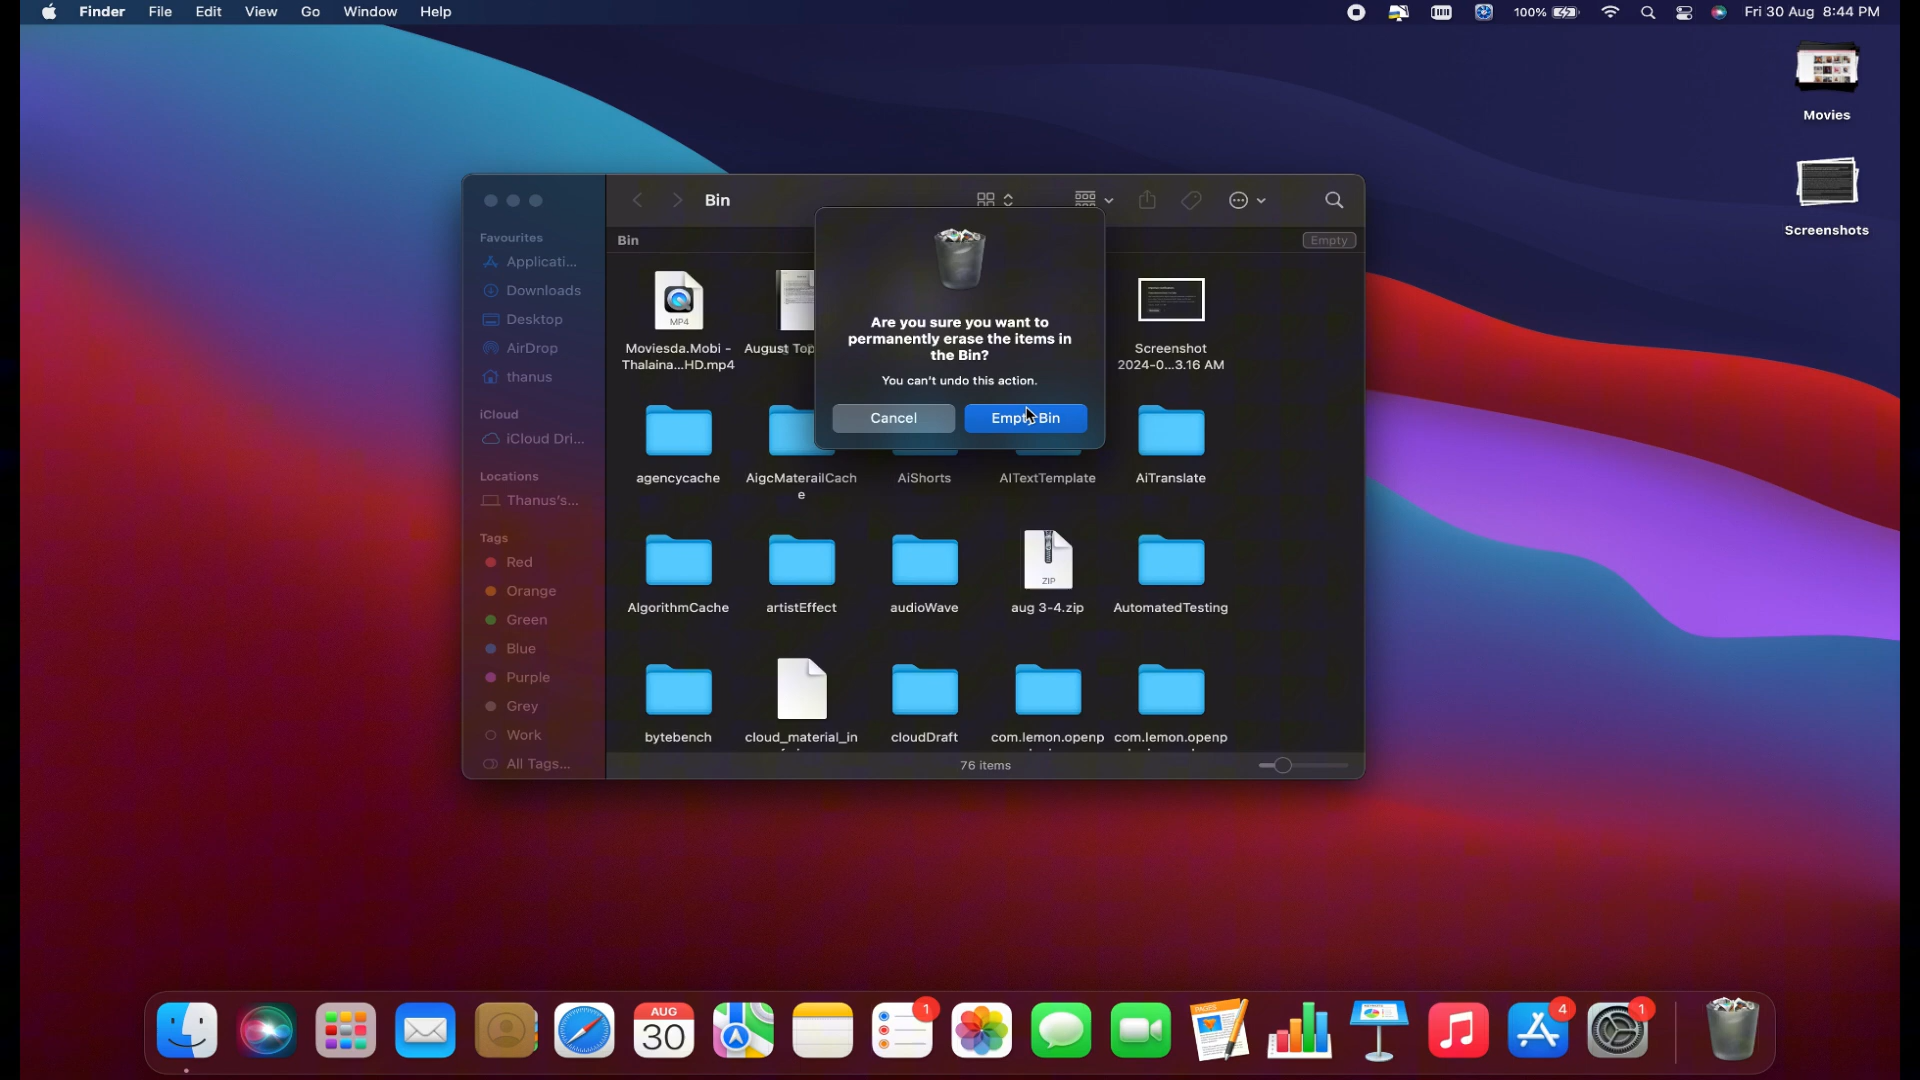 Finder File Edit View Go Window Help 100% Fri 30 Aug 8:44 PM
Movies
Screenshots
Bin
Bin
Empty
Favourites
Applicati...
Downloads
Desktop
AirDrop
thanus
iCloud
iCloud Dri...
Locations
Thanus's...
Tags
Red
Orange
Green
Blue
Purple
Grey
Work
All Tags...
Are you sure you want to
permanently erase the items in
the Bin?
You can't undo this action.
Cancel
Empty Bin
MP4
Moviesda.Mobi -
Thalaina...HD.mp4
August Top
Screenshot
2024-0...3.16 AM
agencycache
AigcMaterailCach
e
AiShorts
AITextTemplate
AiTranslate
AlgorithmCache
artistEffect
audioWave
ZIP
aug 3-4.zip
AutomatedTesting
bytebench
cloud_material_in
cloudDraft
com.lemon.openp
com.lemon.openp
76 items
AUG
30
1
PAGES
4
1